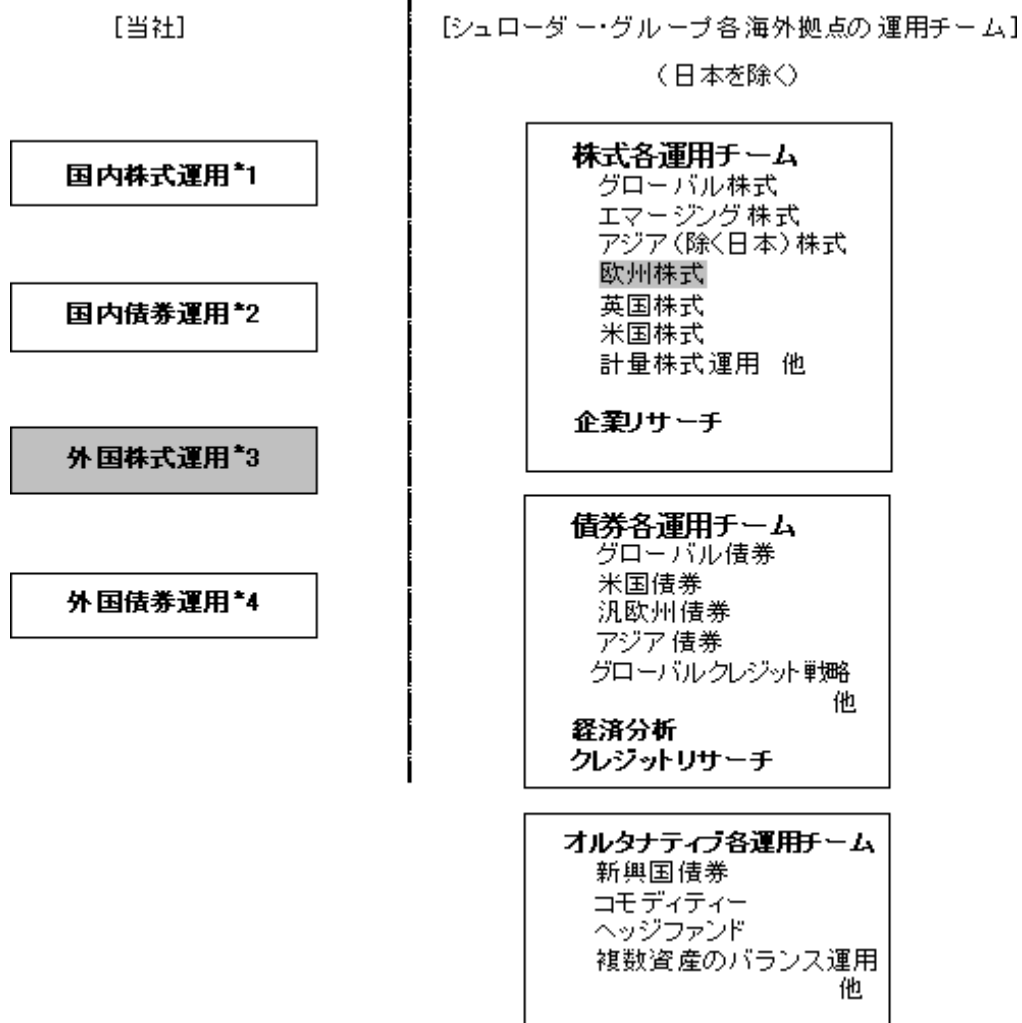 [当社]
国内株式運用*1
国内債券運用*2
外国株式運用*3
外国債券運用*4
[シュローダー・グループ各海外拠点の運用チーム]
（日本を除く）
株式各運用チーム
グローバル株式
エマージング株式
アジア（除く日本）株式
欧州株式
英国株式
米国株式
計量株式運用 他
企業リサーチ
債券各運用チーム
グローバル債券
米国債券
汎欧州債券
アジア債券
グローバルクレジット戦略
他
経済分析
クレジットリサーチ
オルタナティブ各運用チーム
新興国債券
コモディティー
ヘッジファンド
複数資産のバランス運用
他